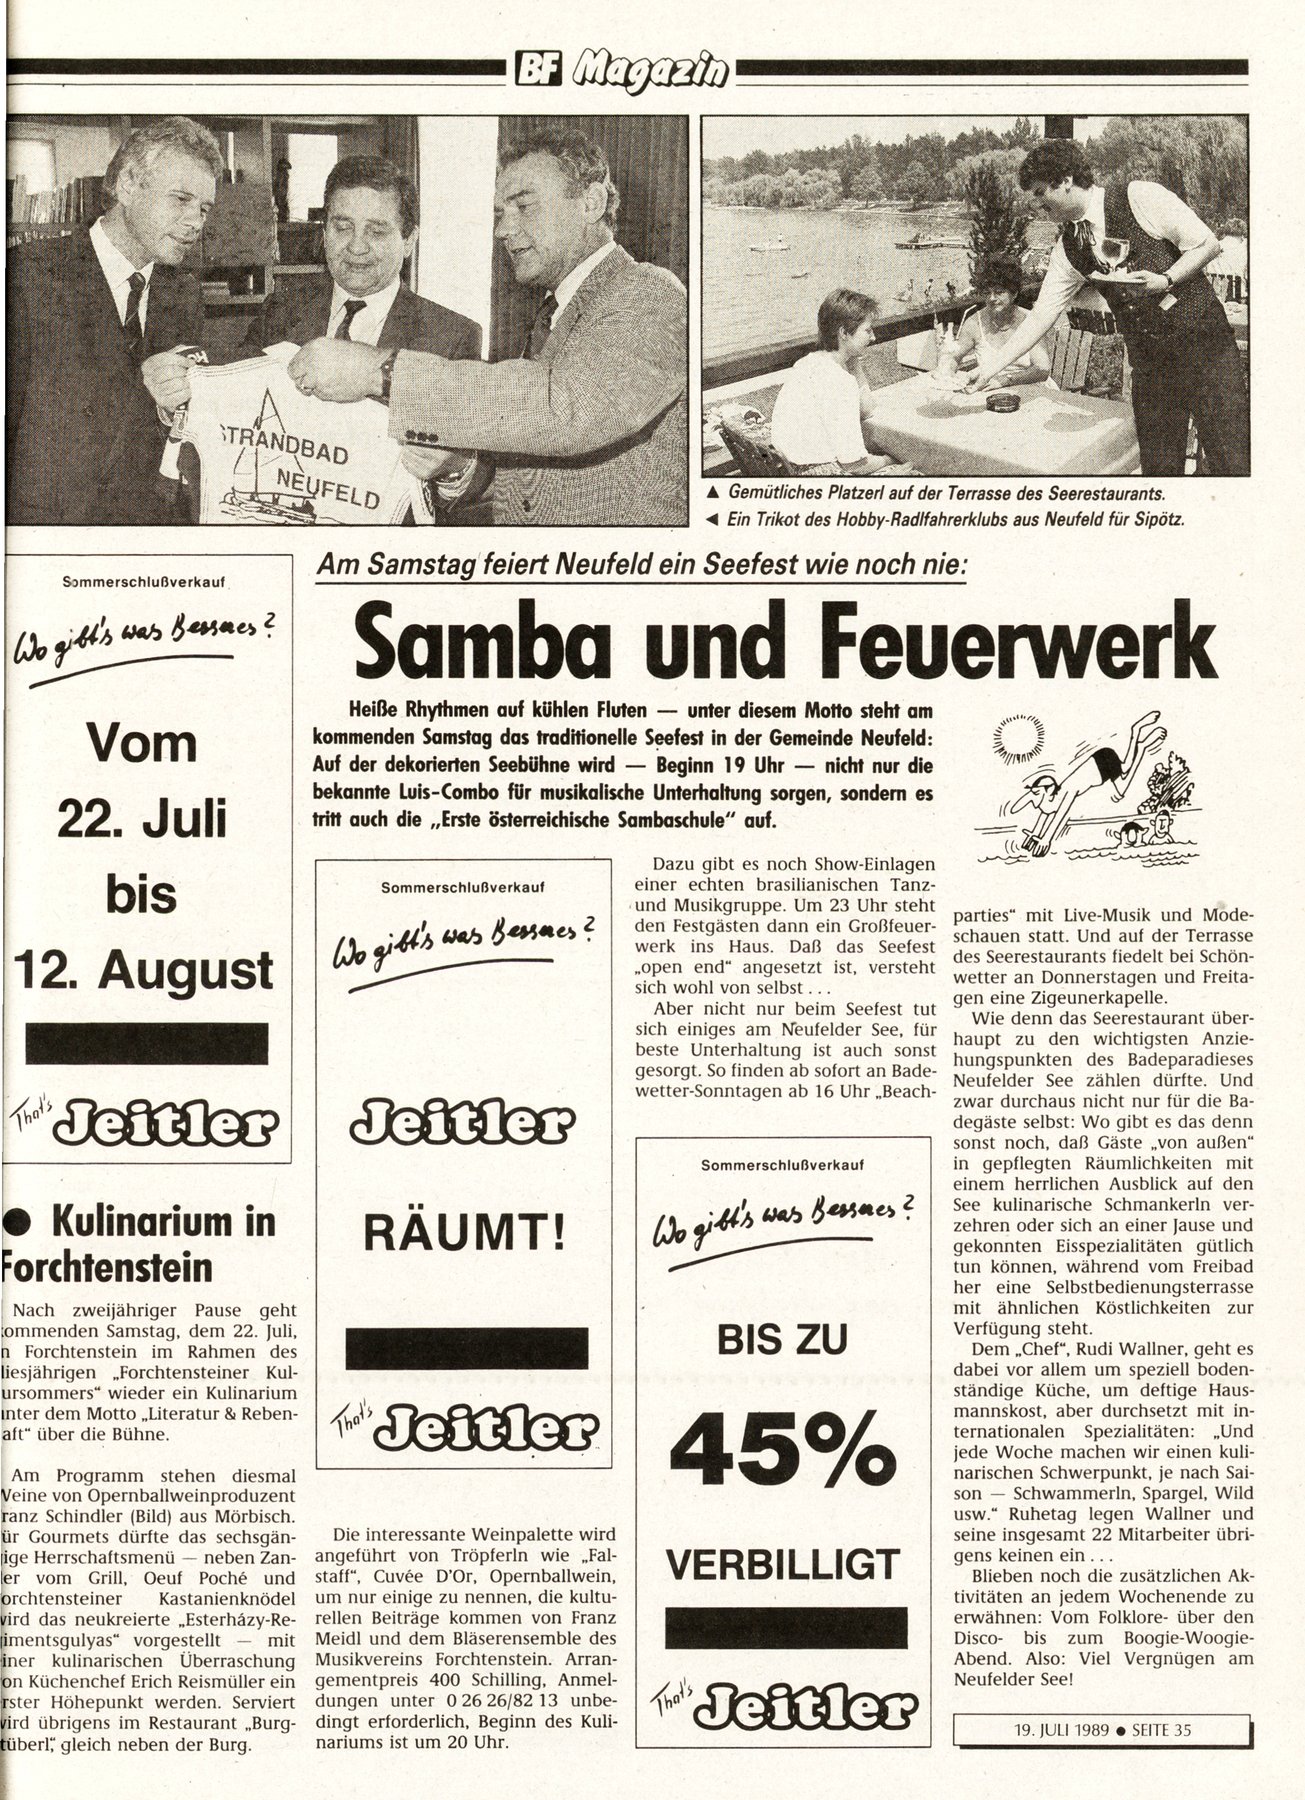 BF Magazin
STRANDBAD
NEUFELD
▲ Gemütliches Platzerl auf der Terrasse des Seerestaurants.
◄ Ein Trikot des Hobby-Radlfahrerklubs aus Neufeld für Sipötz.
Sommerschlußverkauf
Wo gibt's was Besseres?
Vom
22. Juli
bis
12. August
That's Jeitler
● Kulinarium in
Forchtenstein
Nach zweijähriger Pause geht
ommenden Samstag, dem 22. Juli,
n Forchtenstein im Rahmen des
liesjährigen „Forchtensteiner Kul-
ursommers“ wieder ein Kulinarium
unter dem Motto „Literatur & Reben-
aft“ über die Bühne.
Am Programm stehen diesmal
Weine von Opernballweinproduzent
ranz Schindler (Bild) aus Mörbisch.
ür Gourmets dürfte das sechsgän-
ige Herrschaftsmenü — neben Zan-
er vom Grill, Oeuf Poché und
orchtensteiner Kastanienknödel
wird das neukreierte „Esterházy-Re-
imentsgulyas“ vorgestellt — mit
iner kulinarischen Überraschung
on Küchenchef Erich Reismüller ein
rster Höhepunkt werden. Serviert
vird übrigens im Restaurant „Burg-
tüberl“, gleich neben der Burg.
Am Samstag feiert Neufeld ein Seefest wie noch nie:
Samba und Feuerwerk
Heiße Rhythmen auf kühlen Fluten — unter diesem Motto steht am
kommenden Samstag das traditionelle Seefest in der Gemeinde Neufeld:
Auf der dekorierten Seebühne wird — Beginn 19 Uhr — nicht nur die
bekannte Luis-Combo für musikalische Unterhaltung sorgen, sondern es
tritt auch die „Erste österreichische Sambaschule“ auf.
Sommerschlußverkauf
Wo gibt's was Besseres?
Jeitler
RÄUMT!
That's Jeitler
Die interessante Weinpalette wird
angeführt von Tröpferln wie „Fal-
staff“, Cuvée D'Or, Opernballwein,
um nur einige zu nennen, die kultu-
rellen Beiträge kommen von Franz
Meidl und dem Bläserensemble des
Musikvereins Forchtenstein. Arran-
gementpreis 400 Schilling, Anmel-
dungen unter 0 26 26/82 13 unbe-
dingt erforderlich, Beginn des Kuli-
nariums ist um 20 Uhr.
Dazu gibt es noch Show-Einlagen
einer echten brasilianischen Tanz-
und Musikgruppe. Um 23 Uhr steht
den Festgästen dann ein Großfeuer-
werk ins Haus. Daß das Seefest
„open end“ angesetzt ist, versteht
sich wohl von selbst . . .
Aber nicht nur beim Seefest tut
sich einiges am Neufelder See, für
beste Unterhaltung ist auch sonst
gesorgt. So finden ab sofort an Bade-
wetter-Sonntagen ab 16 Uhr „Beach-
Sommerschlußverkauf
Wo gibt's was Besseres?
BIS ZU
45%
VERBILLIGT
That's Jeitler
parties“ mit Live-Musik und Mode-
schauen statt. Und auf der Terrasse
des Seerestaurants fiedelt bei Schön-
wetter an Donnerstagen und Freita-
gen eine Zigeunerkapelle.
Wie denn das Seerestaurant über-
haupt zu den wichtigsten Anzie-
hungspunkten des Badeparadieses
Neufelder See zählen dürfte. Und
zwar durchaus nicht nur für die Ba-
degäste selbst: Wo gibt es das denn
sonst noch, daß Gäste „von außen“
in gepflegten Räumlichkeiten mit
einem herrlichen Ausblick auf den
See kulinarische Schmankerln ver-
zehren oder sich an einer Jause und
gekonnten Eisspezialitäten gütlich
tun können, während vom Freibad
her eine Selbstbedienungsterrasse
mit ähnlichen Köstlichkeiten zur
Verfügung steht.
Dem „Chef“, Rudi Wallner, geht es
dabei vor allem um speziell boden-
ständige Küche, um deftige Haus-
mannskost, aber durchsetzt mit in-
ternationalen Spezialitäten: „Und
jede Woche machen wir einen kuli-
narischen Schwerpunkt, je nach Sai-
son — Schwammerln, Spargel, Wild
usw.“ Ruhetag legen Wallner und
seine insgesamt 22 Mitarbeiter übri-
gens keinen ein . . .
Blieben noch die zusätzlichen Ak-
tivitäten an jedem Wochenende zu
erwähnen: Vom Folklore- über den
Disco- bis zum Boogie-Woogie-
Abend. Also: Viel Vergnügen am
Neufelder See!
19. JULI 1989 ● SEITE 35